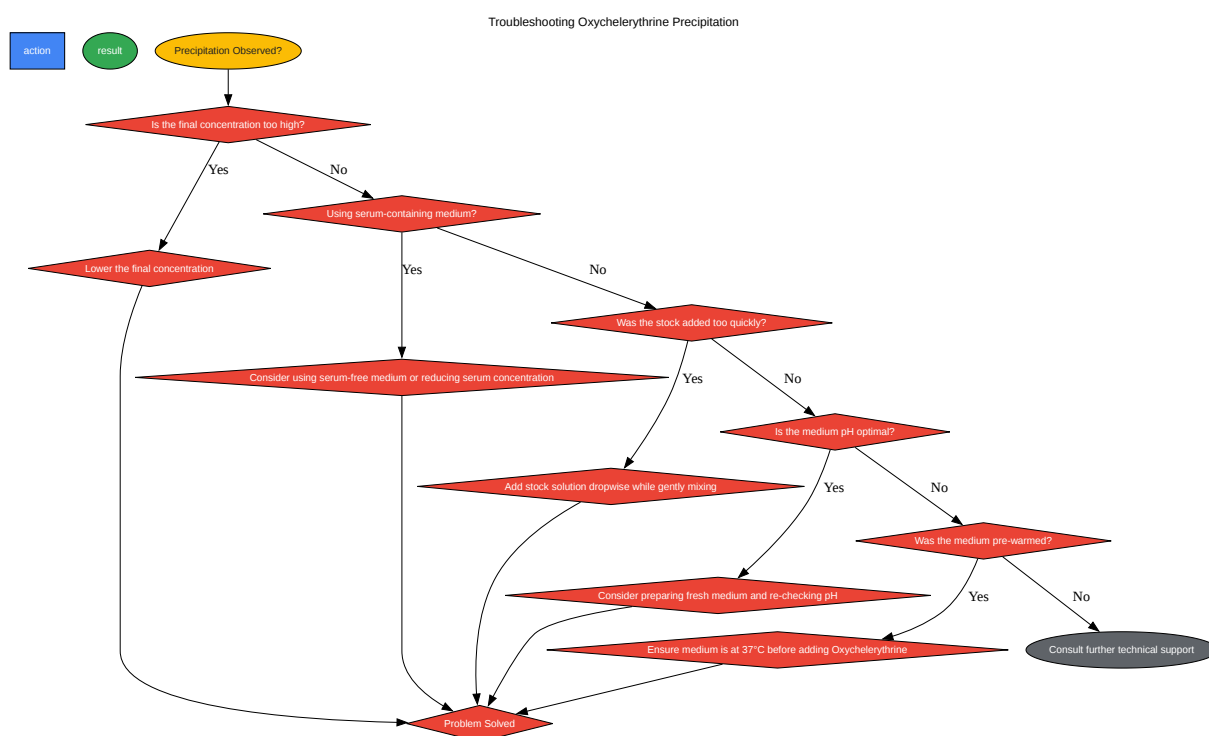 Troubleshooting Oxychelerythrine Precipitation
action
result
Precipitation Observed?
Is the final concentration too high?
Yes
No
Using serum-containing medium?
Lower the final concentration
Yes
No
Was the stock added too quickly?
Consider using serum-free medium or reducing serum concentration
Yes
No
Is the medium pH optimal?
Add stock solution dropwise while gently mixing
Yes
No
Was the medium pre-warmed?
Consider preparing fresh medium and re-checking pH
Yes
No
Ensure medium is at 37°C before adding Oxychelerythrine
Consult further technical support
Problem Solved